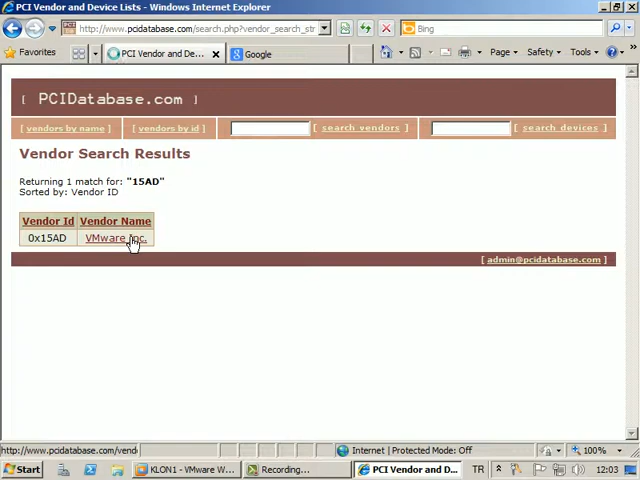 PCI Vendor and Device Lists - Windows Internet Explorer
http://www.pcidatabase.com/search.php?vendor_search_str
Bing
Favorites
PCI Vendor and De...
Google
Page
Safety
Tools
[ PCIDatabase.com ]
[ vendors by name ]
[ vendors by id ]
[ search vendors ]
[ search devices ]
Vendor Search Results
Returning 1 match for: "15AD"
Sorted by: Vendor ID
Vendor Id Vendor Name
0x15AD VMware Inc.
[ admin@pcidatabase.com ]
http://www.pcidatabase.com/vend
Internet | Protected Mode: Off
100%
Start
KLON1 - VMware W...
Recording...
PCI Vendor and D...
TR
12:03